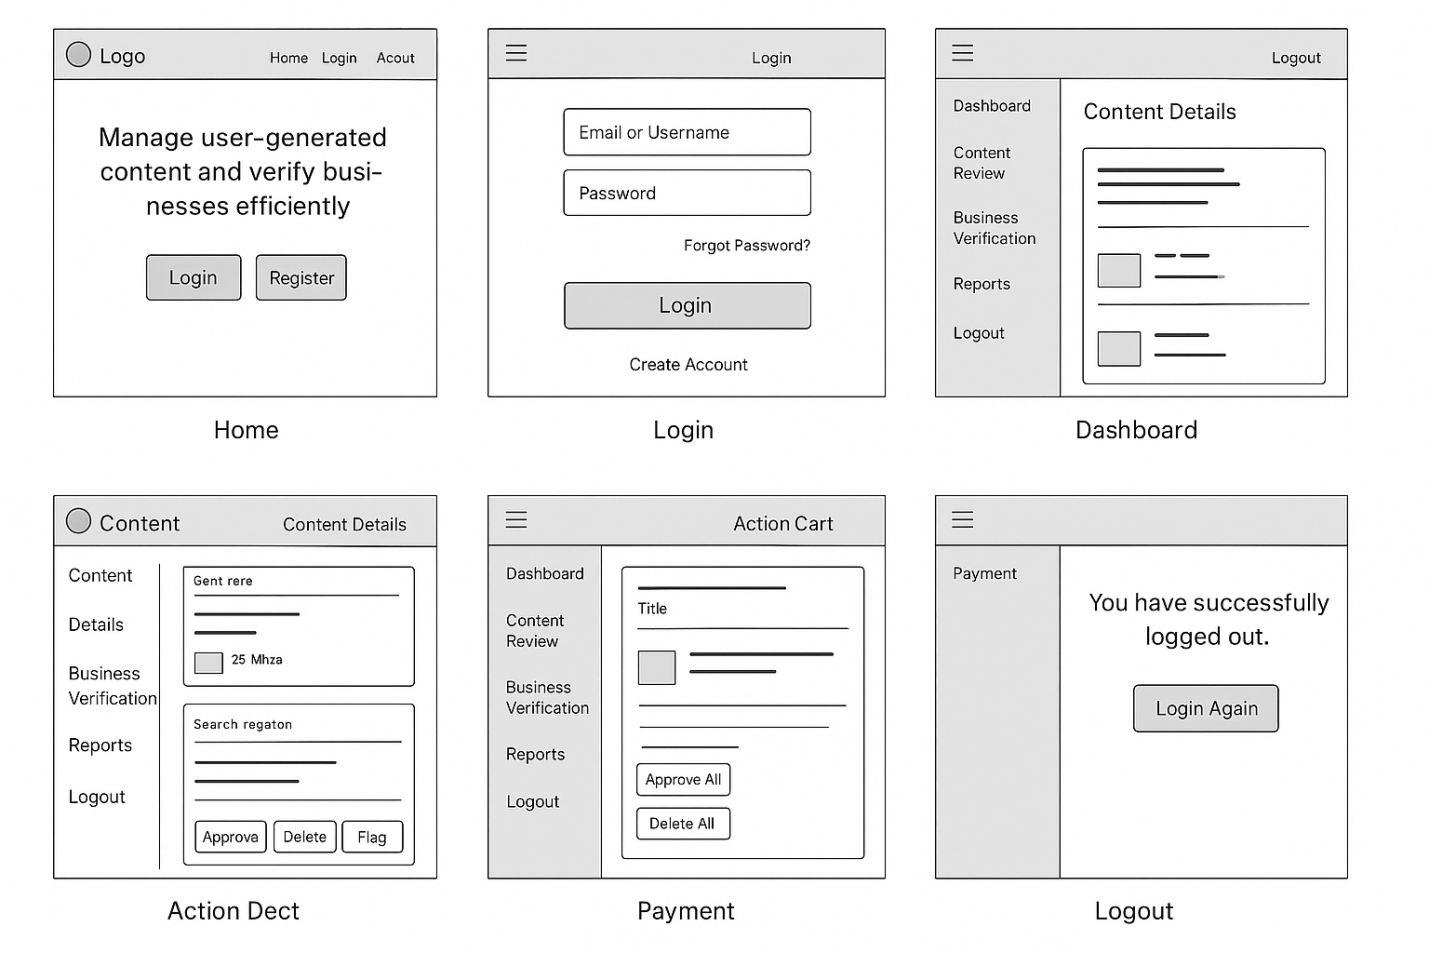 Logo
Home Login Acout
Manage user-generated
content and verify busi-
nesses efficiently
Login Register
Home
Login
Email or Username
Password
Forgot Password?
Login
Create Account
Login
Logout
Dashboard
Content
Review
Business
Verification
Reports
Logout
Content Details
Dashboard
Content
Content Details
Content
Details
Business
Verification
Reports
Logout
Gent rere
25 Mhza
Search regaton
Approva Delete Flag
Action Dect
Action Cart
Dashboard
Content
Review
Business
Verification
Reports
Logout
Title
Approve All
Delete All
Payment
Payment
You have successfully
logged out.
Login Again
Logout